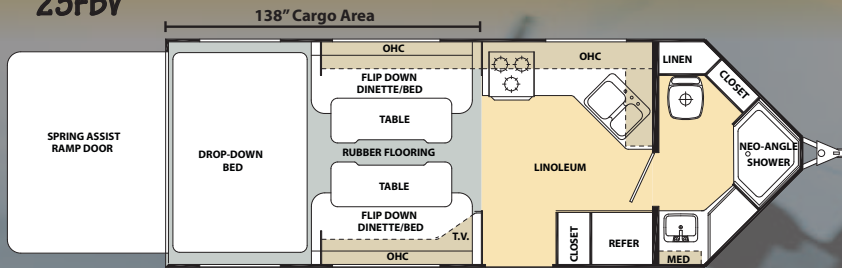 25FBV
138" Cargo Area
OHC
FLIP DOWN
DINETTE/BED
TABLE
RUBBER FLOORING
TABLE
FLIP DOWN
DINETTE/BED
T.V.
OHC
SPRING ASSIST
RAMP DOOR
DROP-DOWN
BED
OHC
LINOLEUM
CLOSET
REFER
LINEN
CLOSET
NEO-ANGLE
SHOWER
MED